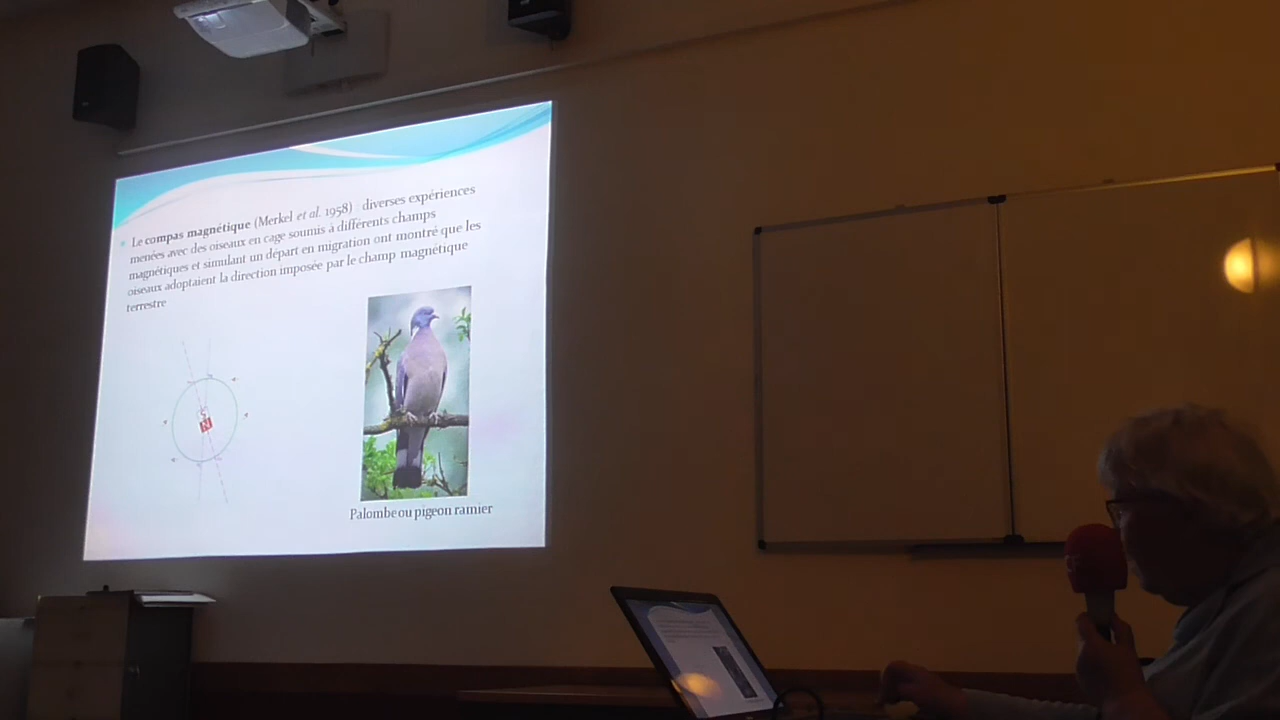 Le compas magnétique (Merkel et al. 1958) : diverses expériences
menées avec des oiseaux en cage soumis à différents champs
magnétiques et simulant un départ en migration ont montré que les
oiseaux adoptaient la direction imposée par le champ magnétique
terrestre
Palombe ou pigeon ramier